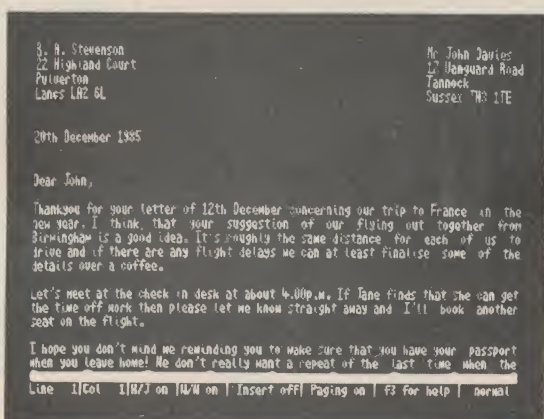 B. A. Stevenson
22 Highland Court
Pulverton
Lancs LA2 6L
Mr John Davies
12 Vanguard Road
Tannock
Sussex TN3 1TE
20th December 1985
Dear John,
Thankyou for your letter of 12th December concerning our trip to France in the
new year. I think, that your suggestion of our flying out together from
Birmingham is a good idea. It's roughly the same distance for each of us to
drive and if there are any flight delays we can at least finalise some of the
details over a coffee.
Let's meet at the check in desk at about 4.00p.m. If Jane finds that she can get
the time off work then please let me know straight away and I'll book another
seat on the flight.
I hope you don't mind me reminding you to make sure that you have your passport
when you leave home! We don't really want a repeat of the last time when the
Line 1|Col 1|R/J on |W/W on | Insert off| Paging on | f3 for help | normal